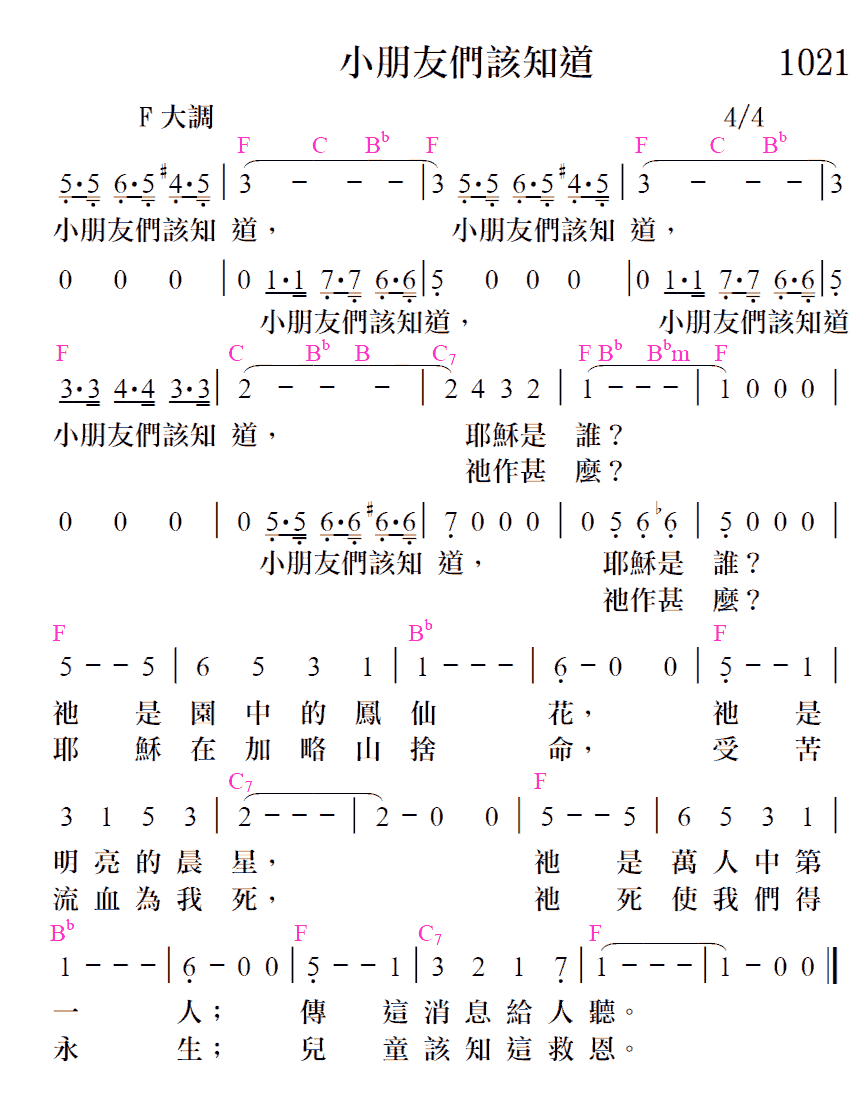 小朋友們該知道 1021
F 大調 4/4
F C Bb F F C Bb
5·5 6·5 #4·5 | 3 － － － | 3 5·5 6·5 #4·5 | 3 － － － | 3
小朋友們該知 道， 小朋友們該知 道，
0 0 0 | 0 1·1 7·7 6·6 | 5 0 0 0 | 0 1·1 7·7 6·6 | 5
小朋友們該知道， 小朋友們該知道
F C Bb B C7 F Bb Bbm F
3·3 4·4 3·3 | 2 － － － | 2 4 3 2 | 1 － － － | 1 0 0 0 |
小朋友們該知 道， 耶穌是 誰？
祂作甚 麼？
0 0 0 | 0 5·5 6·6 #6·6 | 7 0 0 0 | 0 5 6 b6 | 5 0 0 0 |
小朋友們該知 道， 耶穌是 誰？
祂作甚 麼？
F Bb F
5 － － 5 | 6 5 3 1 | 1 － － － | 6 － 0 0 | 5 － － 1 |
祂 是 園 中 的 鳳 仙 花， 祂 是
耶 穌 在 加 略 山 捨 命， 受 苦
C7 F
3 1 5 3 | 2 － － － | 2 － 0 0 | 5 － － 5 | 6 5 3 1 |
明 亮 的 晨 星， 祂 是 萬 人 中 第
流 血 為 我 死， 祂 死 使 我 們 得
Bb F C7 F
1 － － － | 6 － 0 0 | 5 － － 1 | 3 2 1 7 | 1 － － － | 1 － 0 0 ||
一 人； 傳 這 消 息 給 人 聽。
永 生； 兒 童 該 知 這 救 恩。